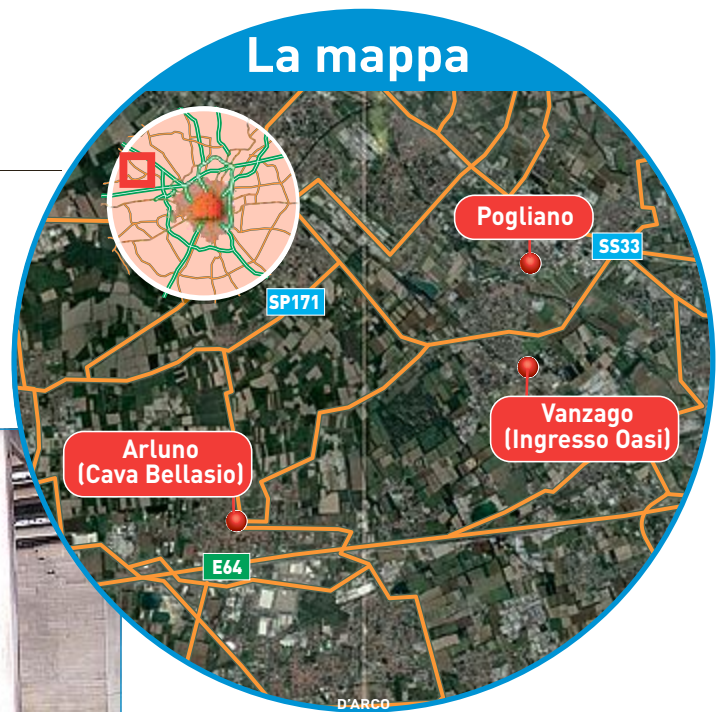 La mappa
Pogliano
SS33
SP171
Vanzago
(Ingresso Oasi)
Arluno
(Cava Bellasio)
E64
D'ARCO